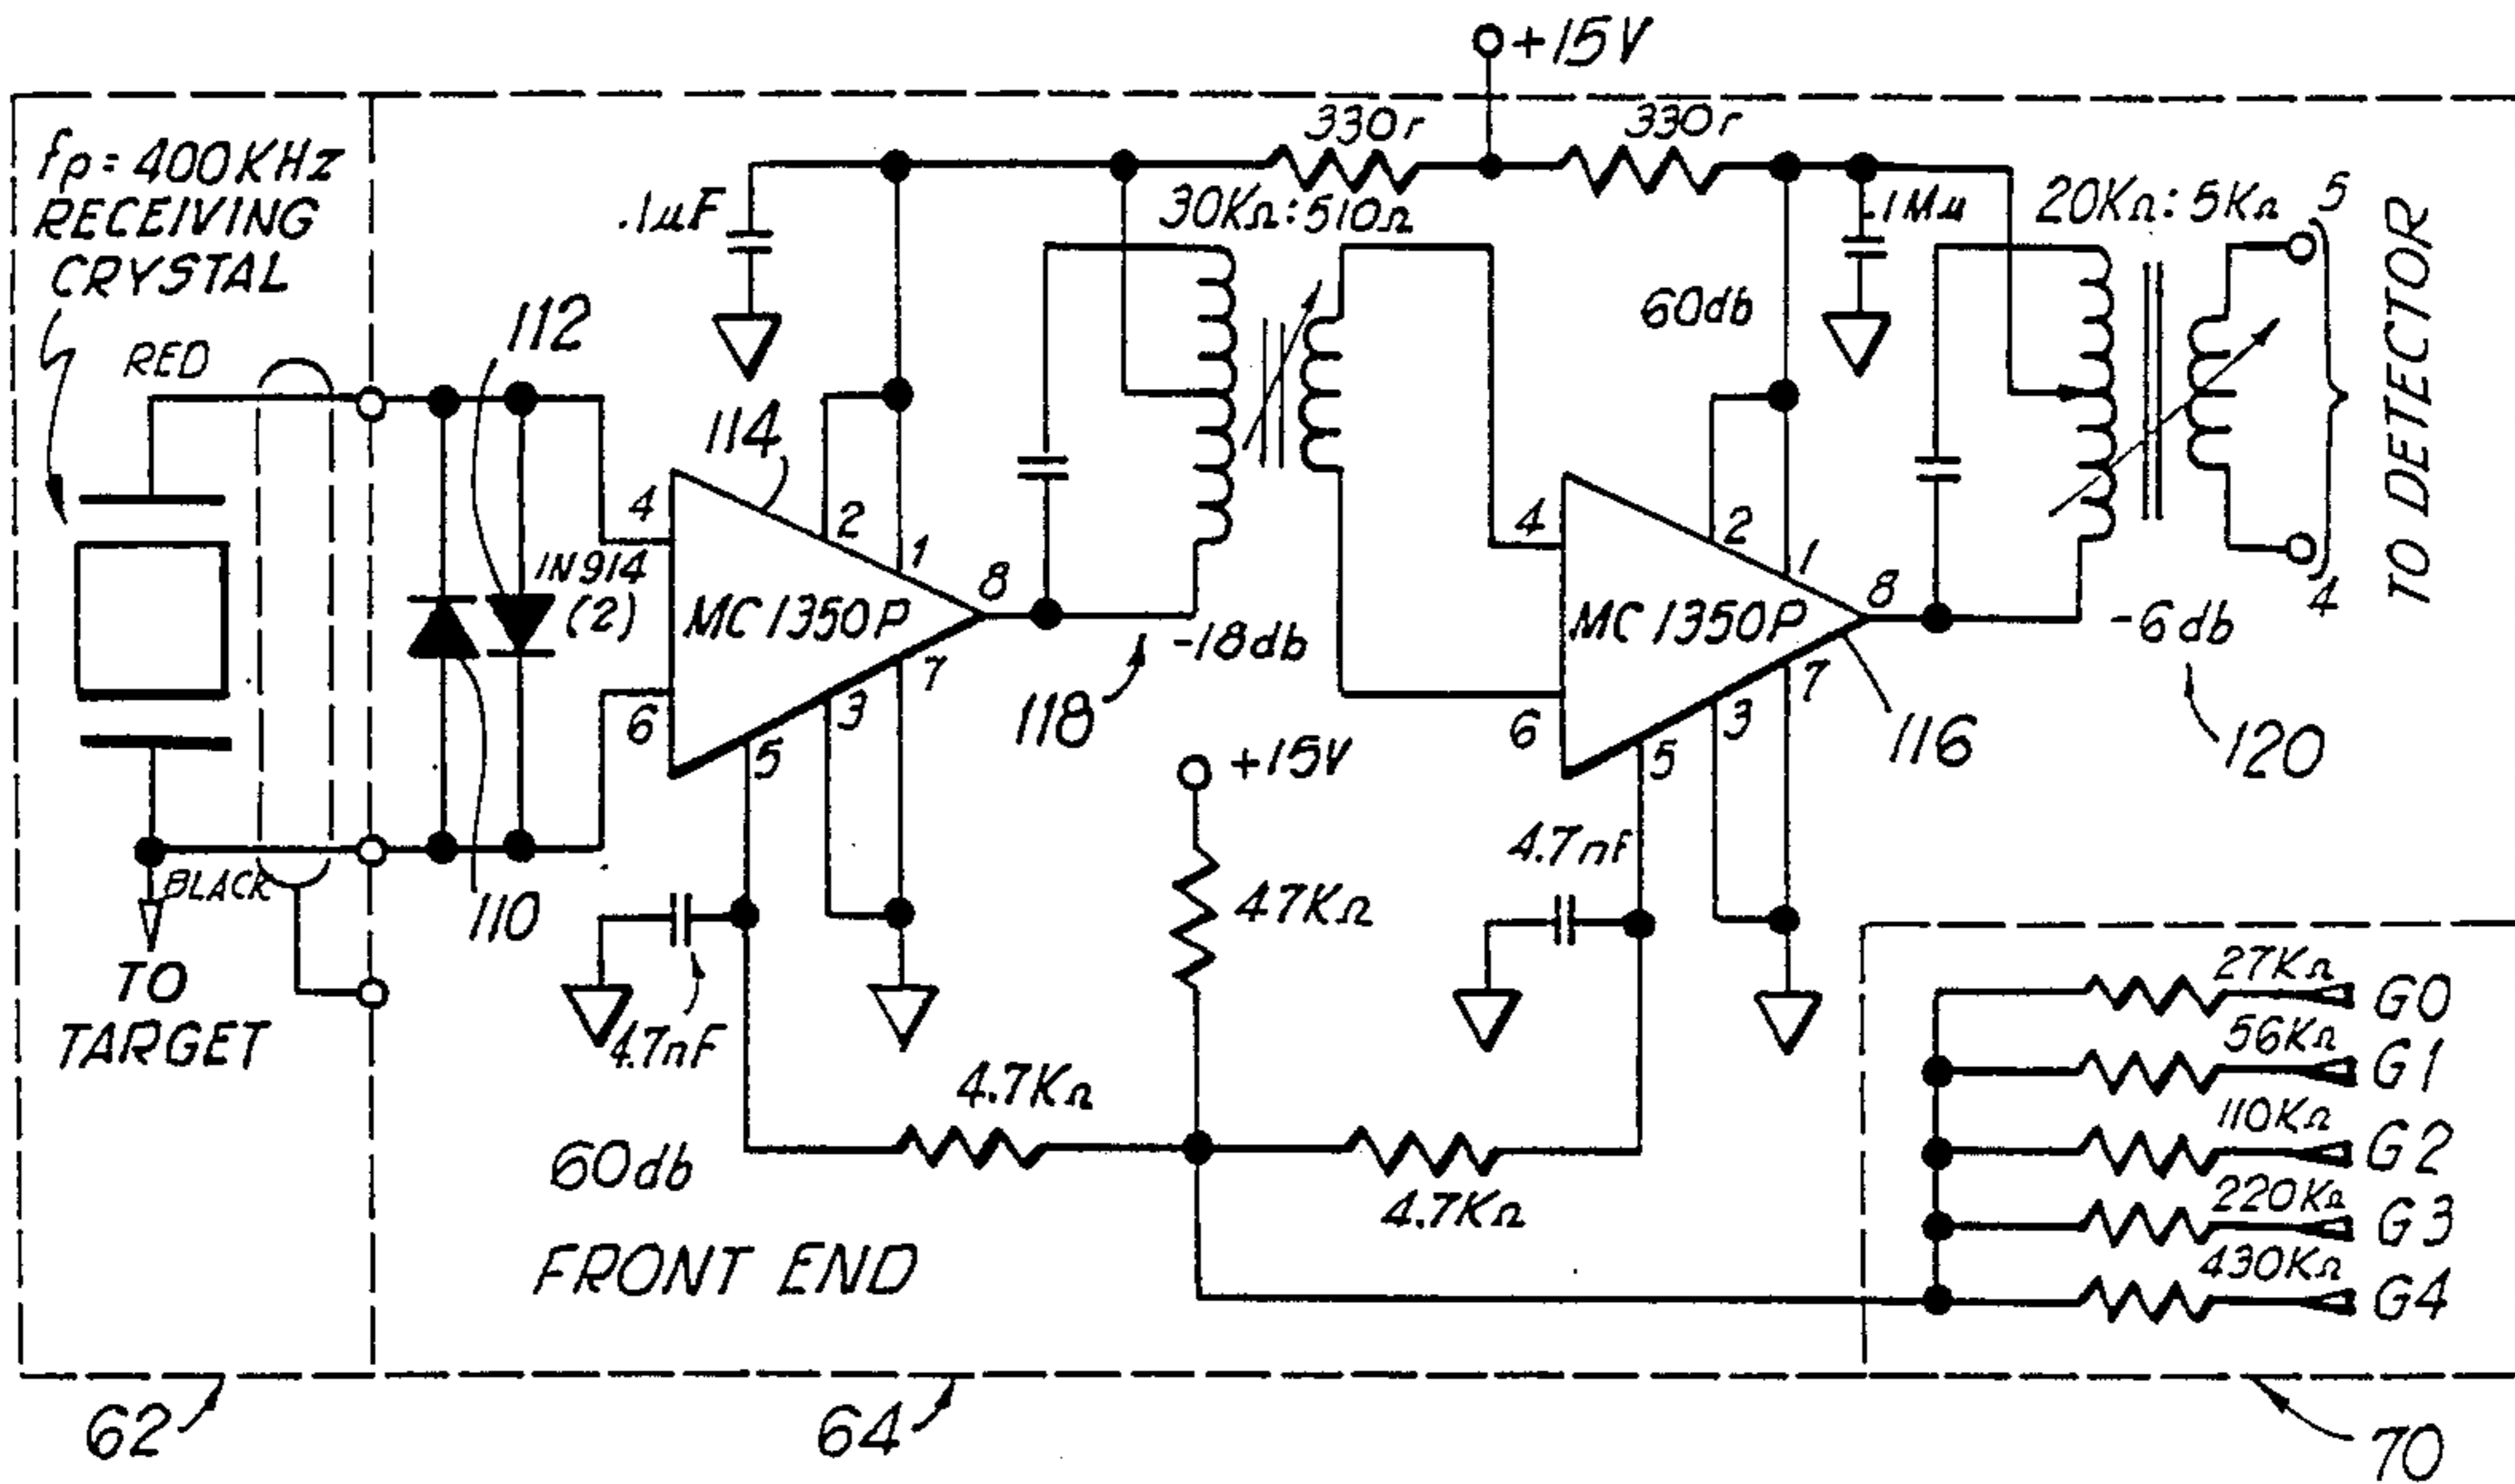 +15V
fp = 400KHz
RECEIVING
CRYSTAL
330r
330r
.1µF
30KΩ:510Ω
.1Mµ
20KΩ:5KΩ
5
TO DETECTOR
RED
112
114
60db
4
2
1
8
1N914
(2)
MC1350P
-18db
118
6
5
3
7
4
2
1
8
MC1350P
-6db
4
120
6
5
3
7
116
+15V
BLACK
110
TO
TARGET
4.7nF
47KΩ
4.7nf
4.7KΩ
4.7KΩ
60db
FRONT END
27KΩ
G0
56KΩ
G1
110KΩ
G2
220KΩ
G3
430KΩ
G4
62
64
70